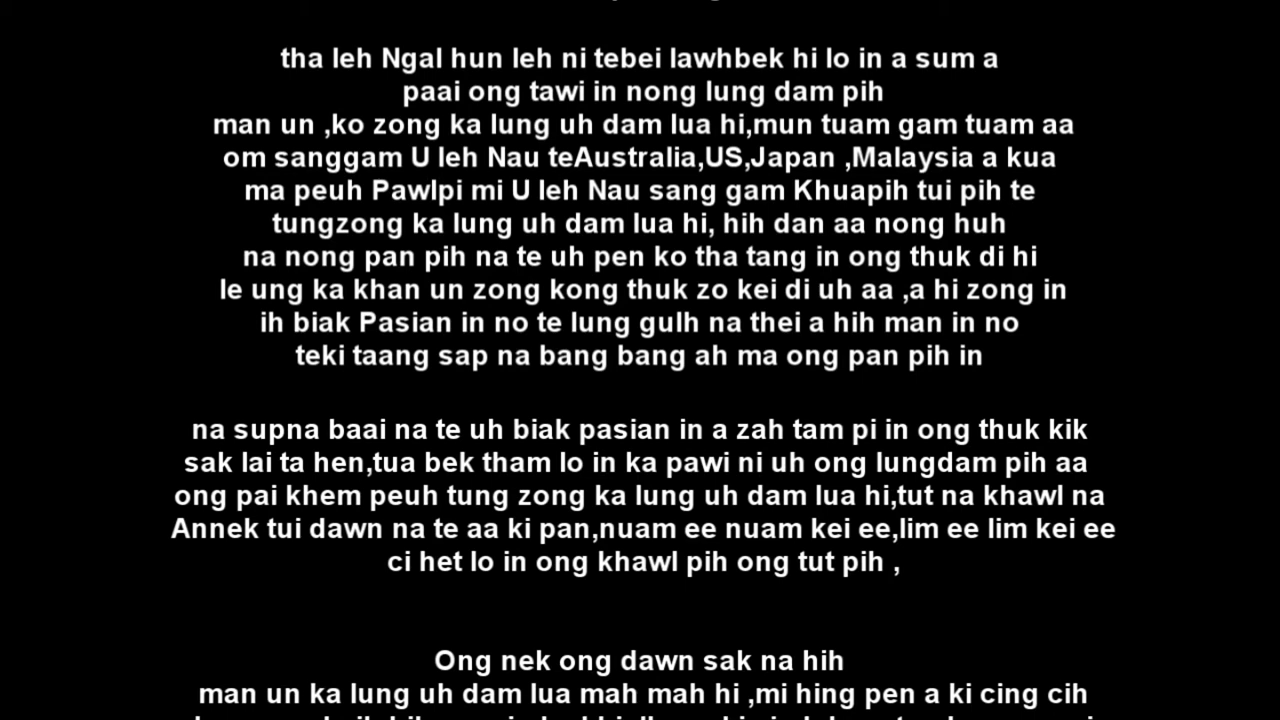 tha leh Ngal hun leh ni tebei lawhbek hi lo in a sum a
paai ong tawi in nong lung dam pih
man un ,ko zong ka lung uh dam lua hi,mun tuam gam tuam aa
om sanggam U leh Nau teAustralia,US,Japan ,Malaysia a kua
ma peuh Pawlpi mi U leh Nau sang gam Khuapih tui pih te
tungzong ka lung uh dam lua hi, hih dan aa nong huh
na nong pan pih na te uh pen ko tha tang in ong thuk di hi
le ung ka khan un zong kong thuk zo kei di uh aa ,a hi zong in
ih biak Pasian in no te lung gulh na thei a hih man in no
teki taang sap na bang bang ah ma ong pan pih in
na supna baai na te uh biak pasian in a zah tam pi in ong thuk kik
sak lai ta hen,tua bek tham lo in ka pawi ni uh ong lungdam pih aa
ong pai khem peuh tung zong ka lung uh dam lua hi,tut na khawl na
Annek tui dawn na te aa ki pan,nuam ee nuam kei ee,lim ee lim kei ee
ci het lo in ong khawl pih ong tut pih ,
Ong nek ong dawn sak na hih
man un ka lung uh dam lua mah mah hi ,mi hing pen a ki cing cih